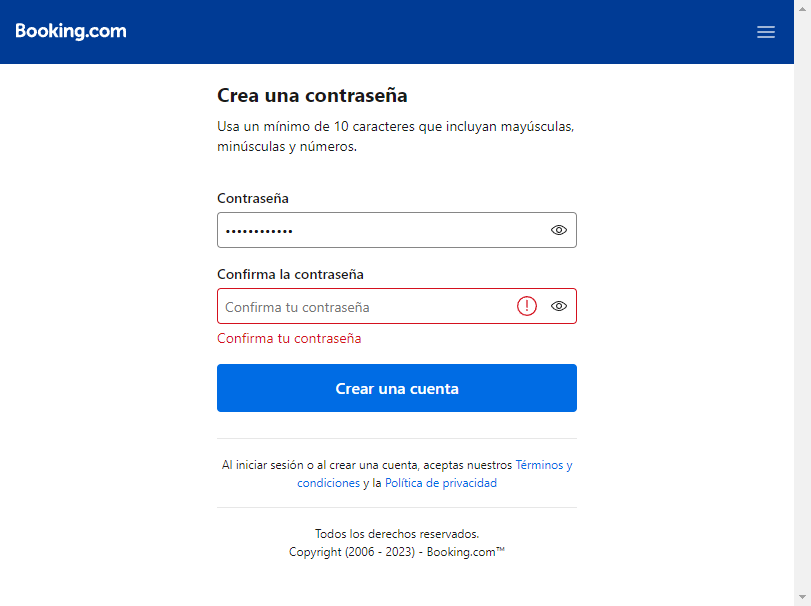 Booking.com
Crea una contraseña
Usa un mínimo de 10 caracteres que incluyan mayúsculas,
minúsculas y números.
Contraseña
••••••••••••
Confirma la contraseña
Confirma tu contraseña
Confirma tu contraseña
Crear una cuenta
Al iniciar sesión o al crear una cuenta, aceptas nuestros Términos y
condiciones y la Política de privacidad
Todos los derechos reservados.
Copyright (2006 - 2023) - Booking.com™